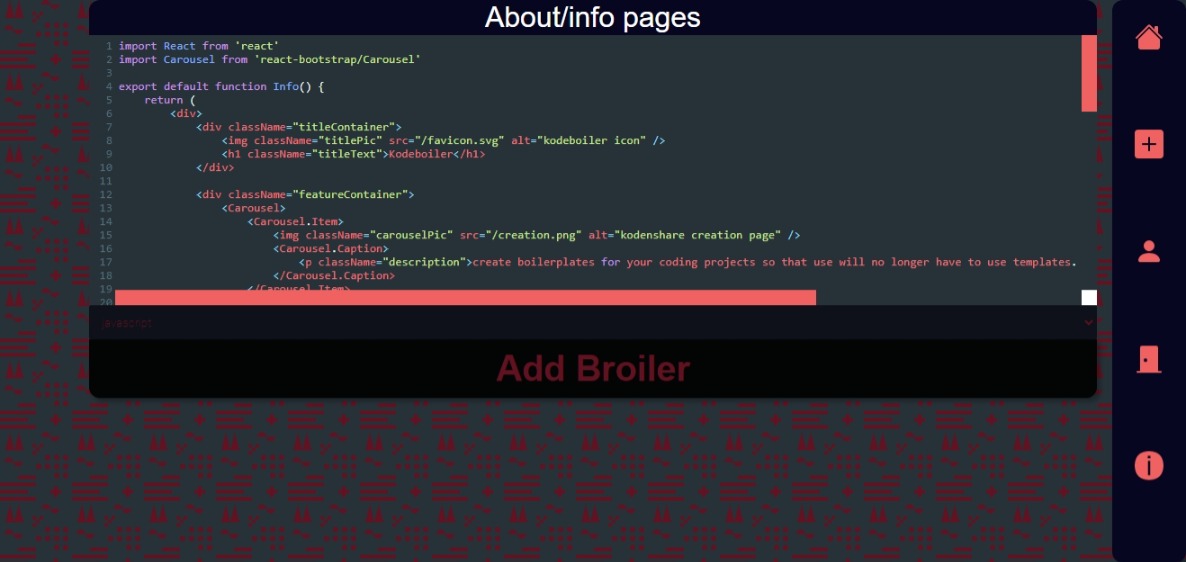 About/info pages
1 import React from 'react'
2 import Carousel from 'react-bootstrap/Carousel'
3
4 export default function Info() {
5 return (
6 <div>
7 <div className="titleContainer">
8 <img className="titlePic" src="/favicon.svg" alt="kodeboiler icon" />
9 <h1 className="titleText">Kodeboiler</h1>
10 </div>
11
12 <div className="featureContainer">
13 <Carousel>
14 <Carousel.Item>
15 <img className="carouselPic" src="/creation.png" alt="kodenshare creation page" />
16 <Carousel.Caption>
17 <p className="description">create boilerplates for your coding projects so that use will no longer have to use templates.
18 </Carousel.Caption>
19 </Carousel.Item>
20
javascript
Add Broiler